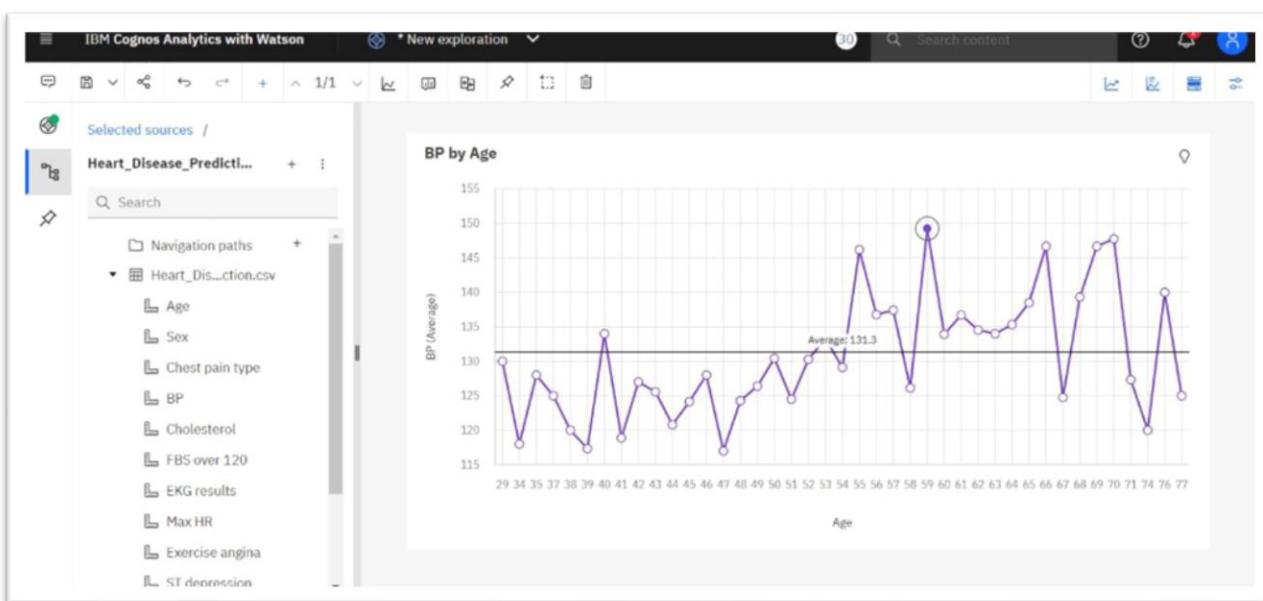 IBM Cognos Analytics with Watson
* New exploration
30
Search content
1/1
Selected sources /
Heart_Disease_Predicti...
Search
Navigation paths
Heart_Dis...ction.csv
Age
Sex
Chest pain type
BP
Cholesterol
FBS over 120
EKG results
Max HR
Exercise angina
ST depression
BP by Age
155
150
145
140
135
130
125
120
115
BP (Average)
Average: 131.3
29 34 35 37 38 39 40 41 42 43 44 45 46 47 48 49 50 51 52 53 54 55 56 57 58 59 60 61 62 63 64 65 66 67 68 69 70 71 74 76 77
Age